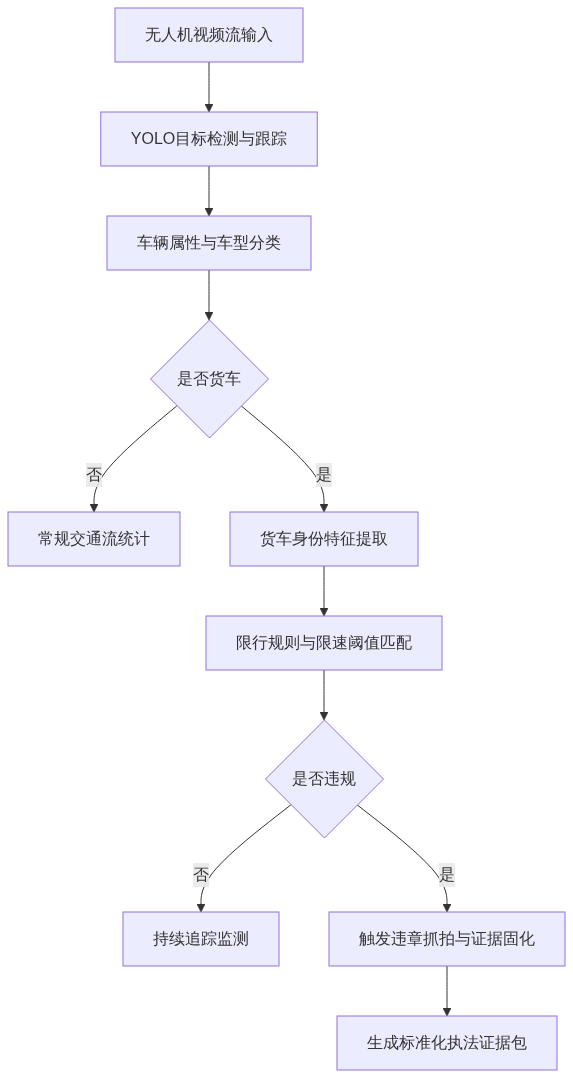 无人机视频流输入
YOLO目标检测与跟踪
车辆属性与车型分类
是否货车
否
是
常规交通流统计
货车身份特征提取
限行规则与限速阈值匹配
是否违规
否
是
持续追踪监测
触发违章抓拍与证据固化
生成标准化执法证据包